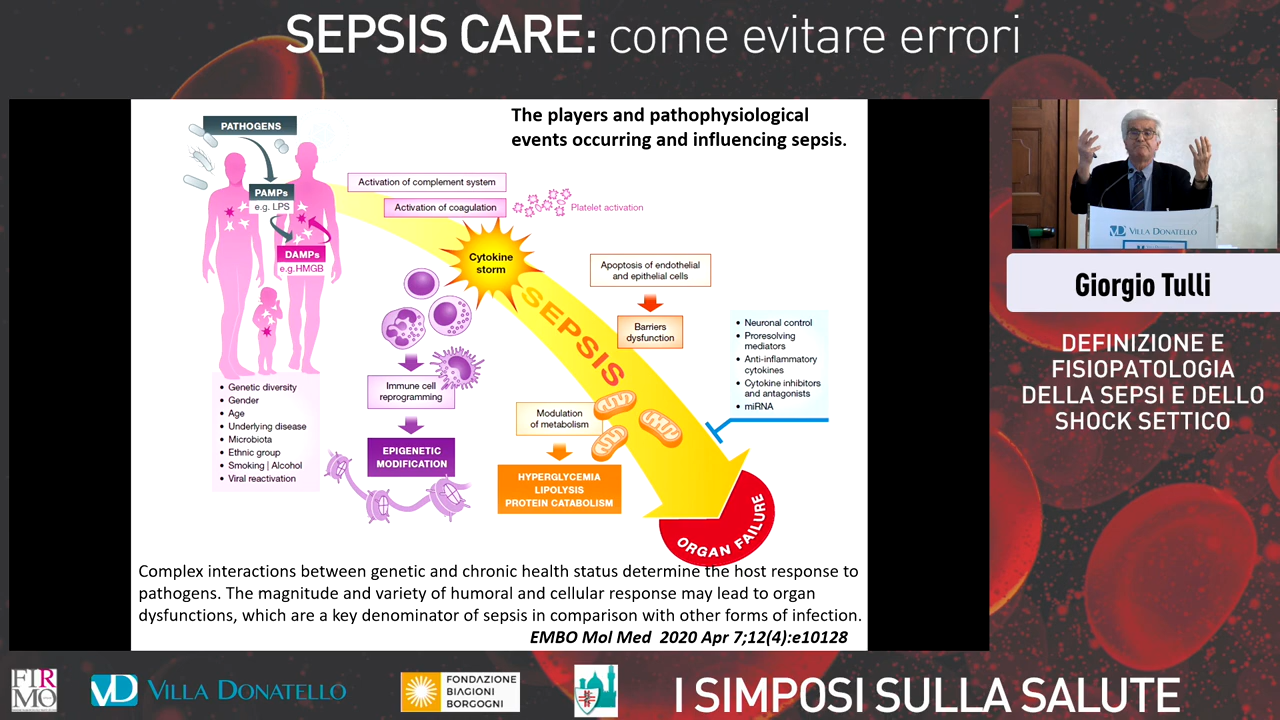 SEPSIS CARE: come evitare errori
The players and pathophysiological
events occurring and influencing sepsis.
PATHOGENS
PAMPs
e.g. LPS
DAMPs
e.g.HMGB
Activation of complement system
Activation of coagulation
Platelet activation
Cytokine
storm
SEPSIS
Apoptosis of endothelial
and epithelial cells
Barriers
dysfunction
• Neuronal control
• Proresolving
mediators
• Anti-inflammatory
cytokines
• Cytokine inhibitors
and antagonists
• miRNA
Immune cell
reprogramming
EPIGENETIC
MODIFICATION
Modulation
of metabolism
HYPERGLYCEMIA
LIPOLYSIS
PROTEIN CATABOLISM
• Genetic diversity
• Gender
• Age
• Underlying disease
• Microbiota
• Ethnic group
• Smoking | Alcohol
• Viral reactivation
ORGAN FAILURE
Complex interactions between genetic and chronic health status determine the host response to
pathogens. The magnitude and variety of humoral and cellular response may lead to organ
dysfunctions, which are a key denominator of sepsis in comparison with other forms of infection.
EMBO Mol Med 2020 Apr 7;12(4):e10128
VD VILLA DONATELLO
Giorgio Tulli
DEFINIZIONE E
FISIOPATOLOGIA
DELLA SEPSI E DELLO
SHOCK SETTICO
FIRMO
VD VILLA DONATELLO
FONDAZIONE
BIAGIONI
BORGOGNI
I SIMPOSI SULLA SALUTE